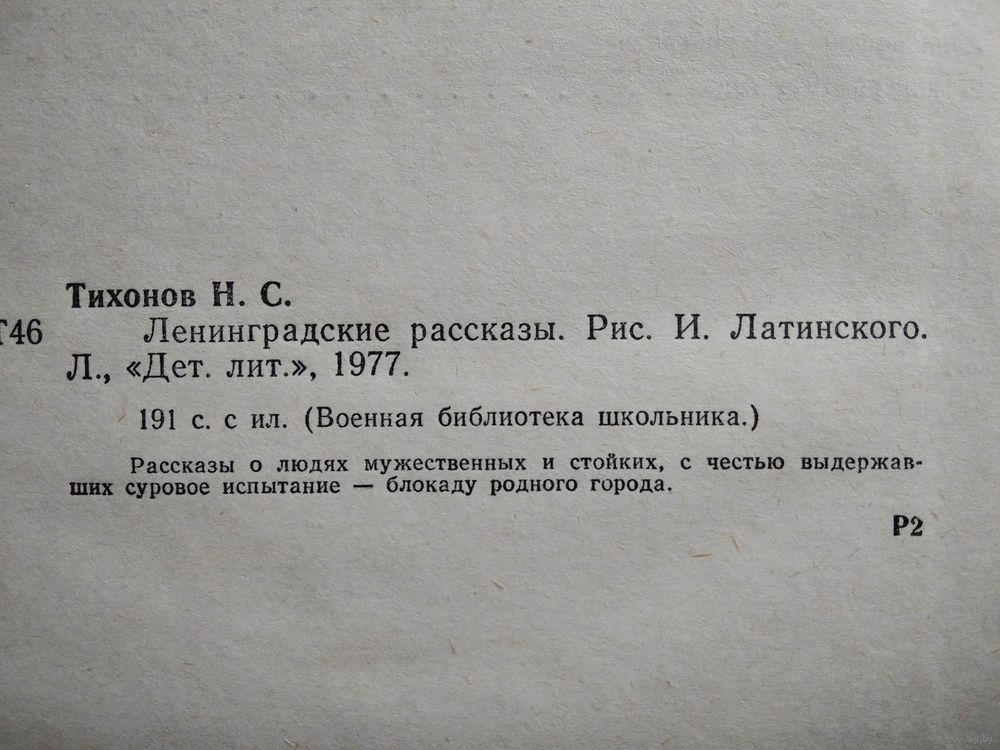 Тихонов Н. С.
Т46 Ленинградские рассказы. Рис. И. Латинского.
Л., «Дет. лит.», 1977.
191 с. с ил. (Военная библиотека школьника.)
Рассказы о людях мужественных и стойких, с честью выдержав-
ших суровое испытание — блокаду родного города.
Р2